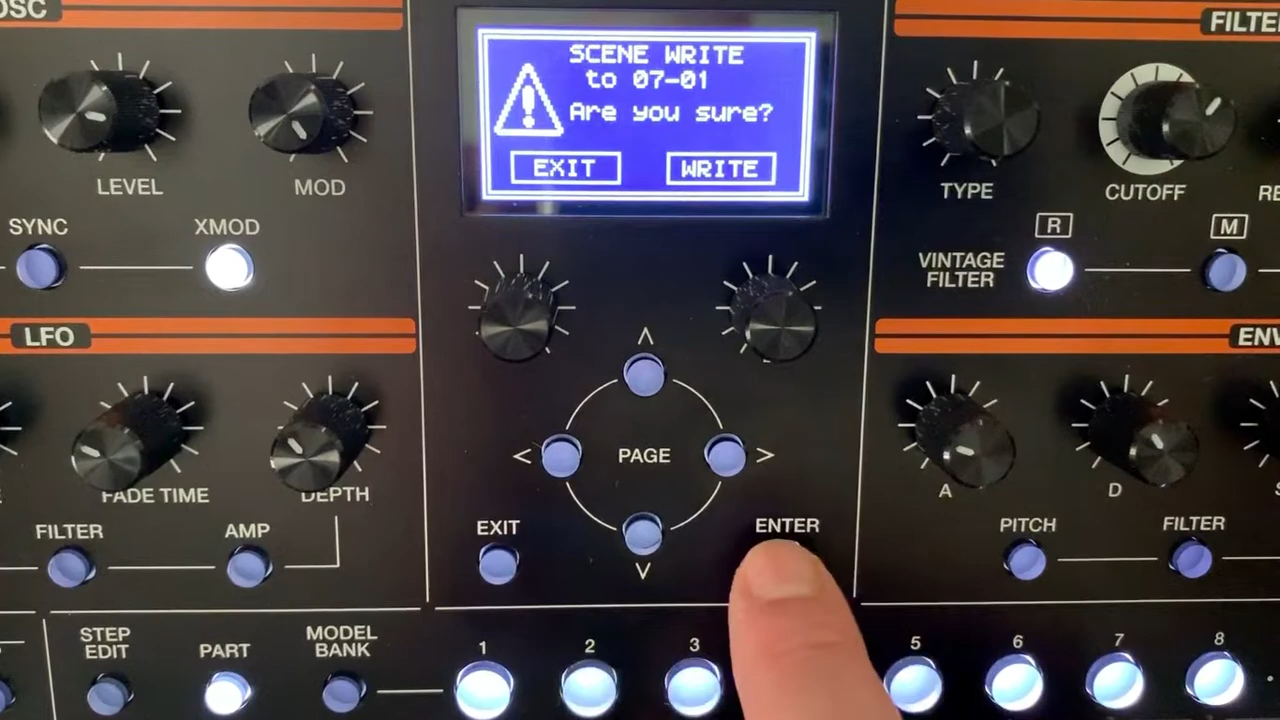 OSC
SCENE WRITE
to 07-01
Are you sure?
EXIT
WRITE
LEVEL
MOD
TYPE
CUTOFF
SYNC
XMOD
R
M
VINTAGE
FILTER
LFO
FADE TIME
DEPTH
PAGE
<
>
A
D
FILTER
AMP
EXIT
ENTER
PITCH
FILTER
STEP
EDIT
PART
MODEL
BANK
1
2
3
5
6
7
8